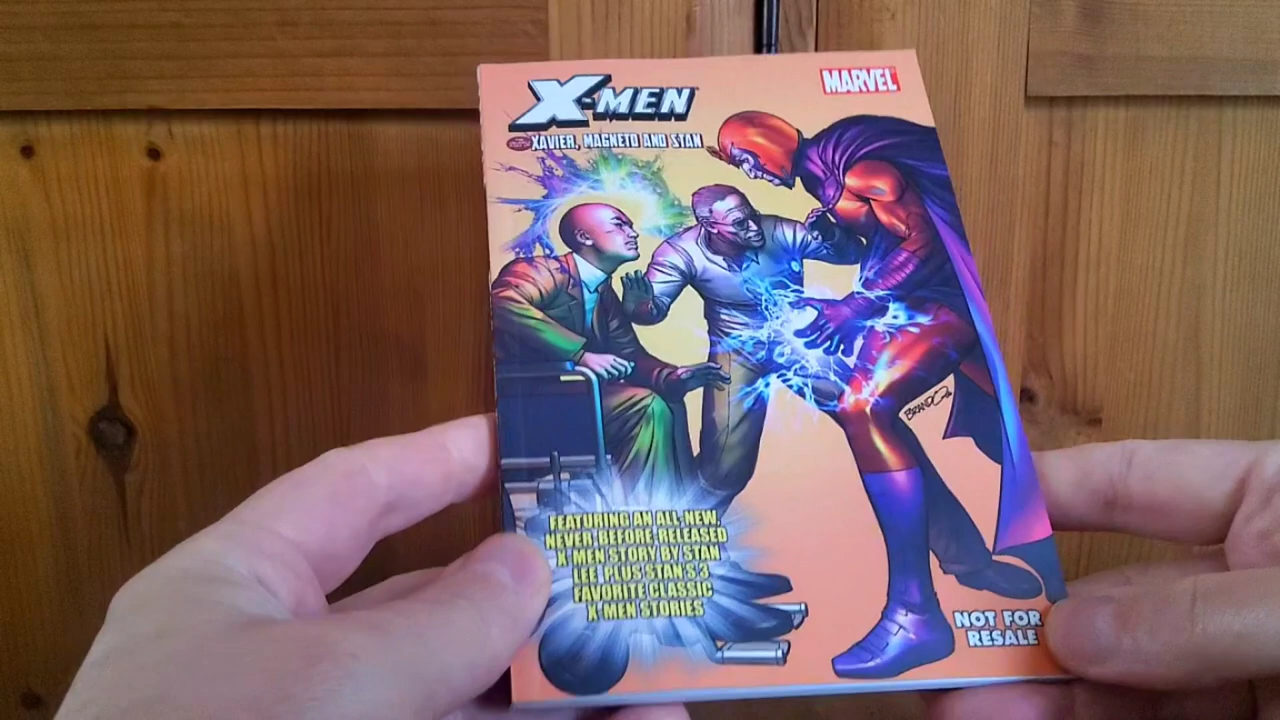 X-MEN
MARVEL
XAVIER, MAGNETO AND STAN
BRANDO
FEATURING AN ALL NEW,
NEVER BEFORE RELEASED
X-MEN STORY BY STAN
LEE PLUS STAN'S 3
FAVORITE CLASSIC
X-MEN STORIES
NOT FOR
RESALE